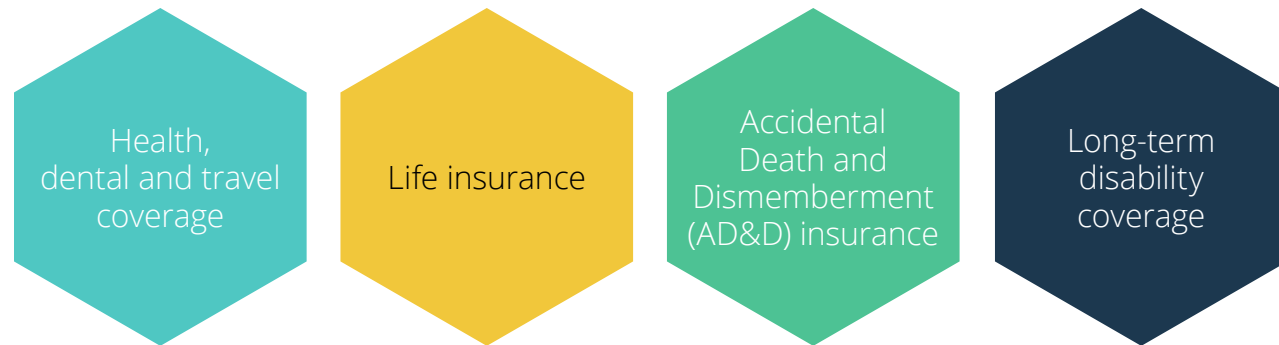 Health,
dental and travel
coverage
Life insurance
Accidental
Death and
Dismemberment
(AD&D) insurance
Long-term
disability
coverage